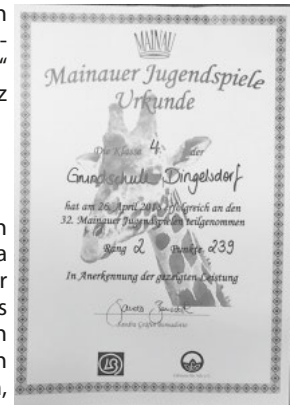 n
-
“
z
n
a
r
s
n
n
,
MAINAU
Mainauer Jugendspiele
Urkunde
Die Klasse 4. der
Grundschule Dingelsdorf
hat am 26. April 2018 erfolgreich an den
32. Mainauer Jugendspielen teilgenommen
Rang 2 Punkte 239
In Anerkennung der gezeigten Leistung
LSB